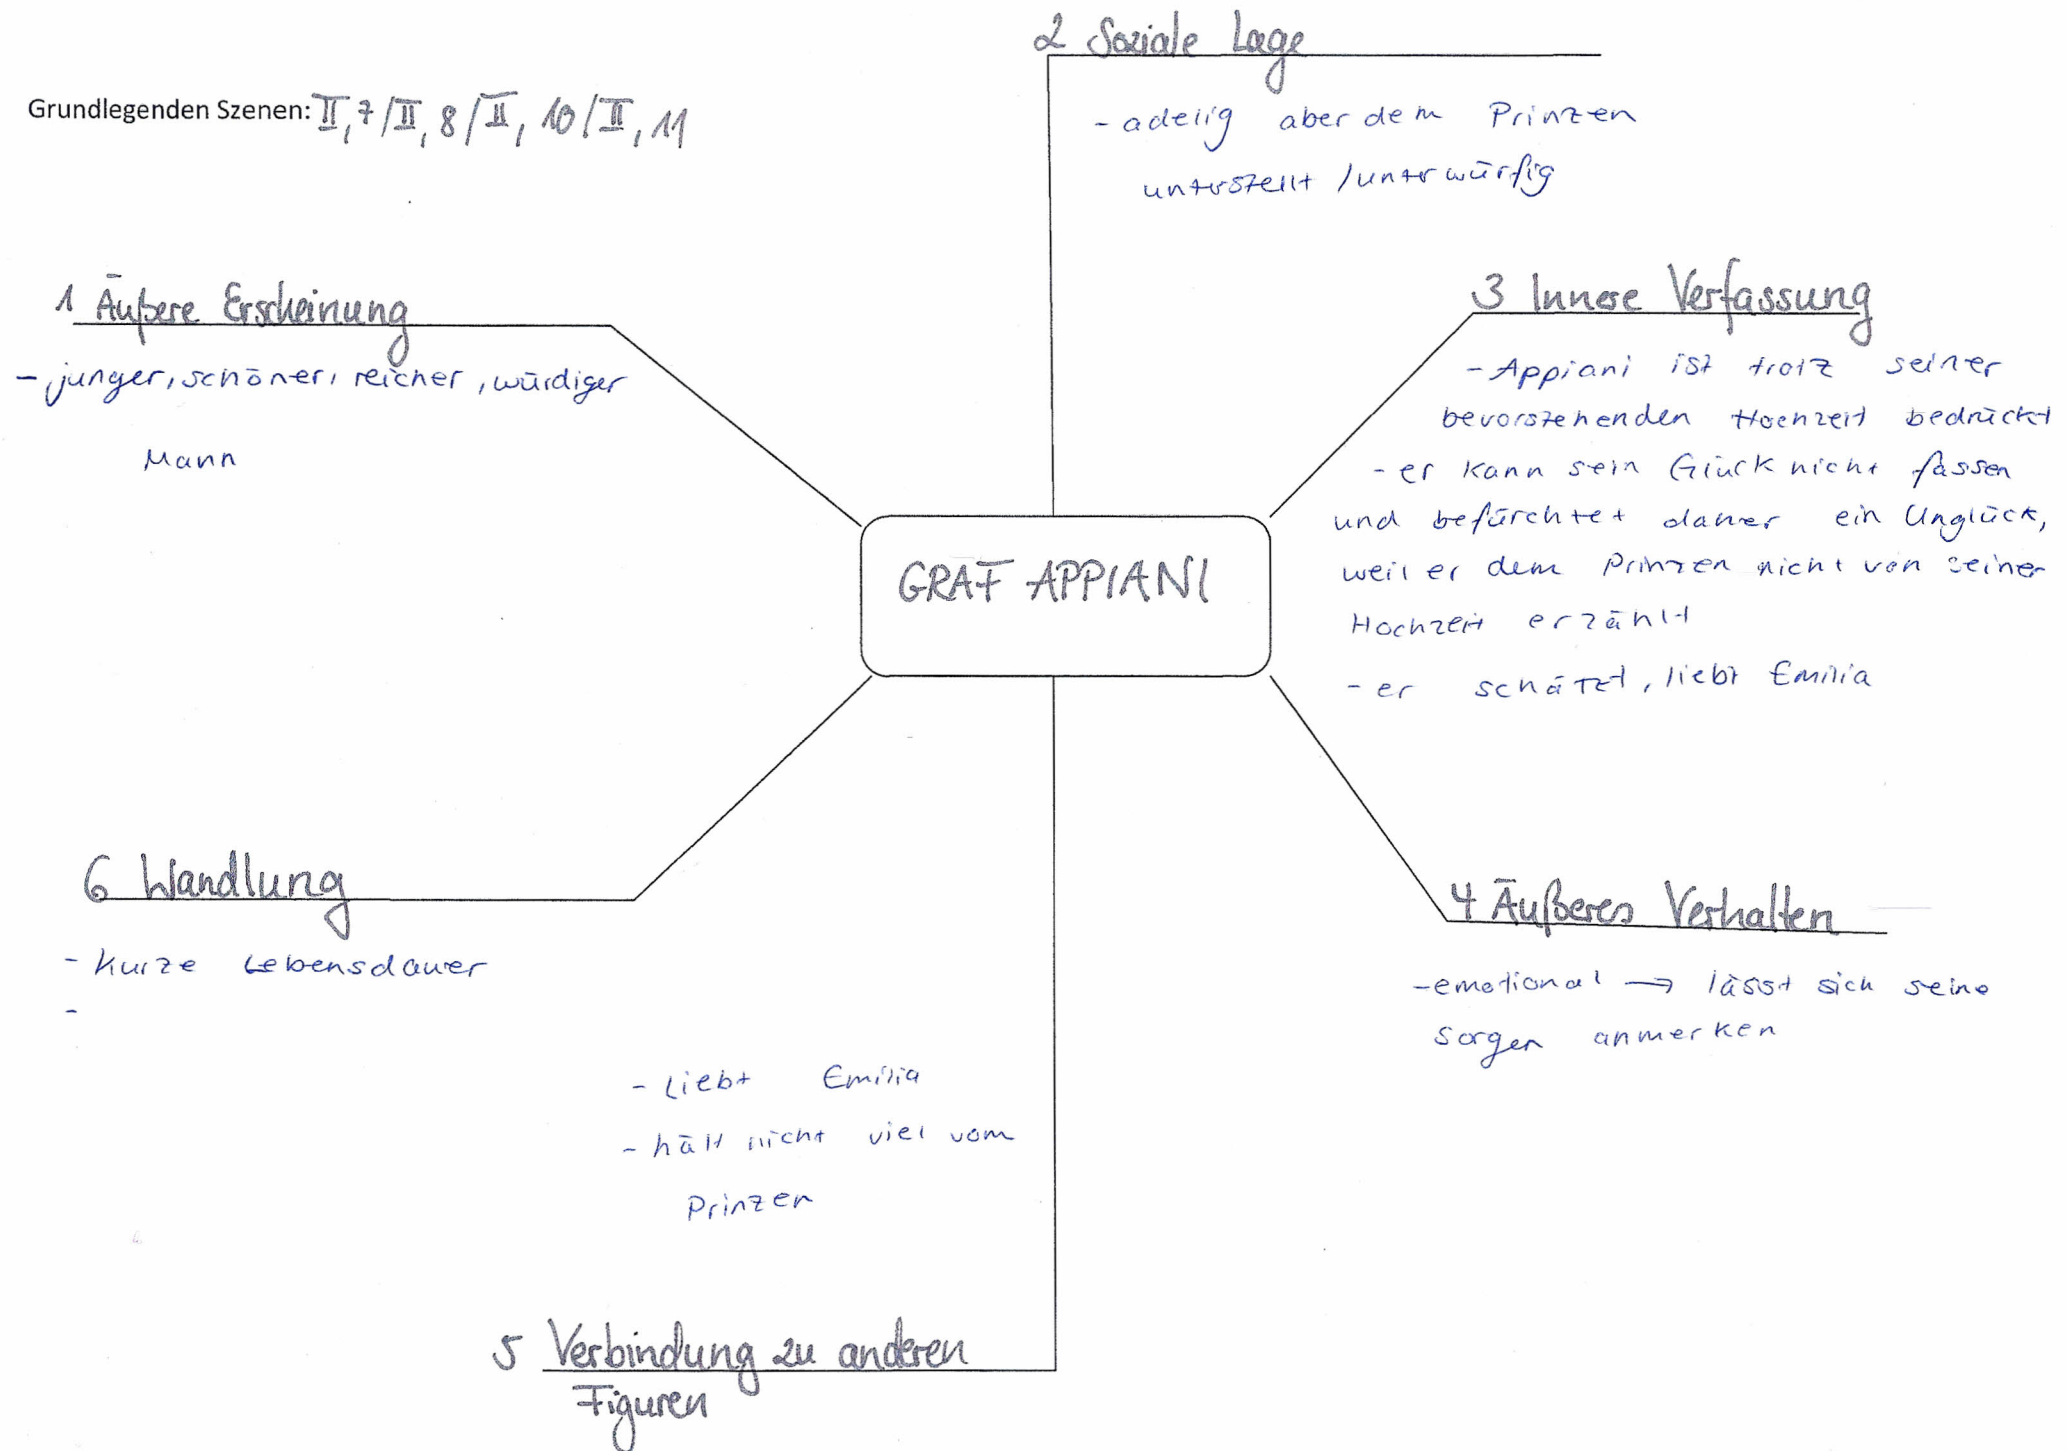 Grundlegenden Szenen: II, 7/II, 8/II, 10/II, 11
1 Äußere Erscheinung
- junger, schöner, reicher, würdiger
Mann
2 Soziale Lage
- adelig aber dem Prinzen
unterstellt / unterwürfig
3 Innere Verfassung
- Appiani ist trotz seiner
bevorstehenden Hochzeit bedrückt
- er kann sein Glück nicht fassen
und befürchtet daher ein Unglück,
weil er dem Prinzen nicht von seiner
Hochzeit erzählt
- er schätzt, liebt Emilia
GRAF APPIANI
4 Äußeres Verhalten
- emotional → lässt sich seine
Sorgen anmerken
5 Verbindung zu anderen
Figuren
- liebt Emilia
- hält nicht viel vom
Prinzen
6 Wandlung
- kurze Lebensdauer
-